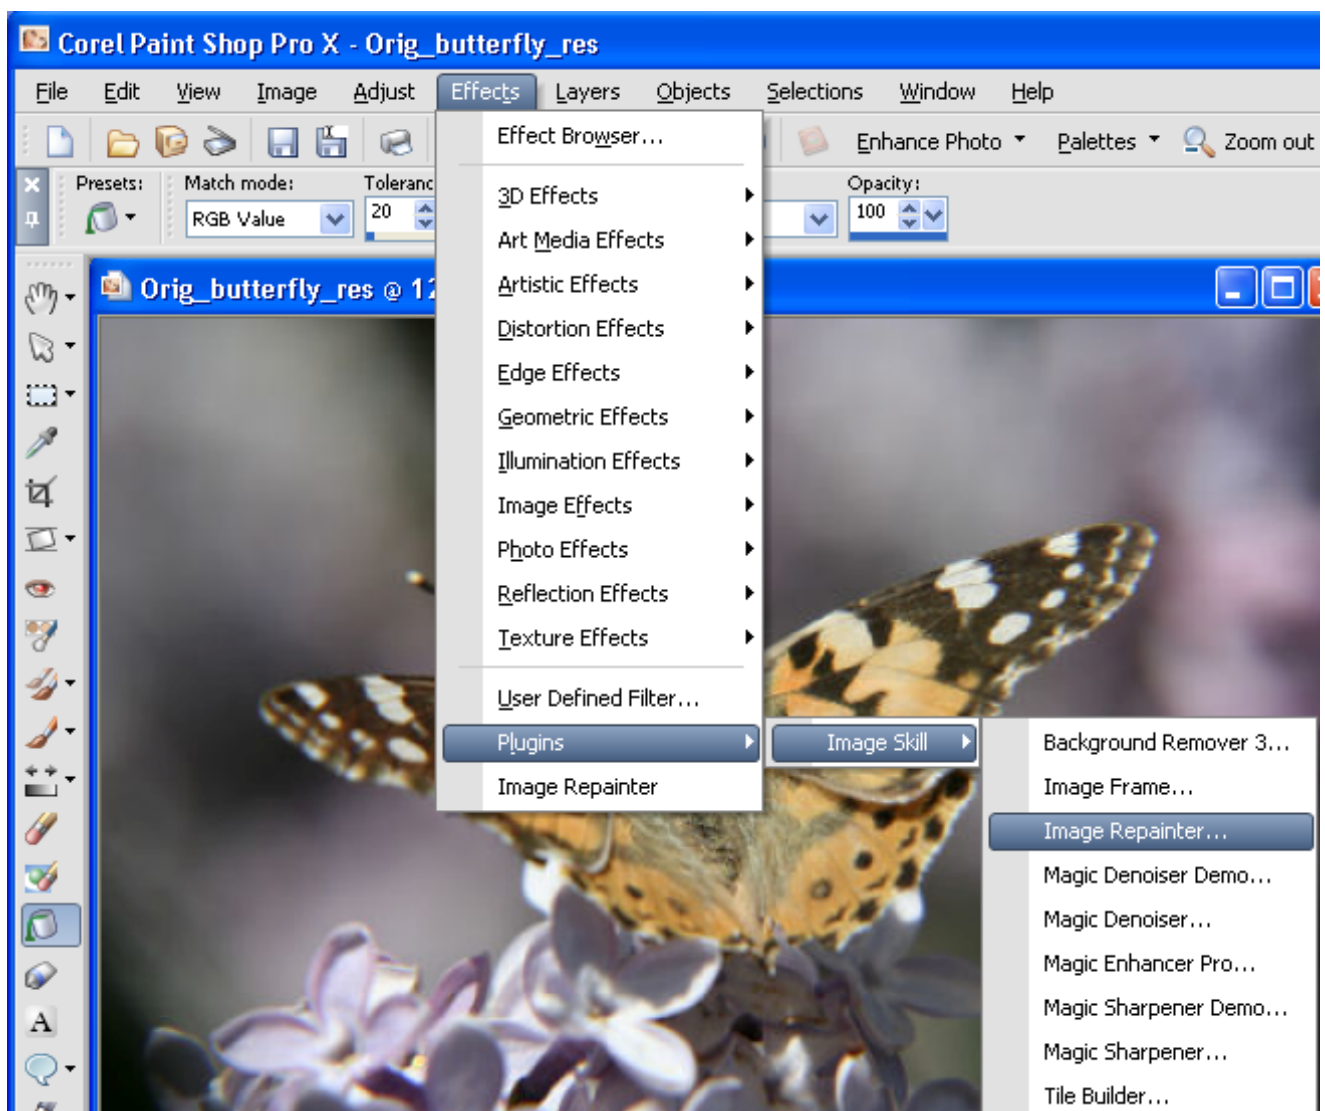 Corel Paint Shop Pro X - Orig_butterfly_res
File Edit View Image Adjust Effects Layers Objects Selections Window Help
Enhance Photo Palettes Zoom out
Presets: Match mode: Opacity:
RGB Value 20 100
Orig_butterfly_res @
Effect Browser...
3D Effects
Art Media Effects
Artistic Effects
Distortion Effects
Edge Effects
Geometric Effects
Illumination Effects
Image Effects
Photo Effects
Reflection Effects
Texture Effects
User Defined Filter...
Plugins
Image Repainter
Image Skill
Background Remover 3...
Image Frame...
Image Repainter...
Magic Denoiser Demo...
Magic Denoiser...
Magic Enhancer Pro...
Magic Sharpener Demo...
Magic Sharpener...
Tile Builder...
A